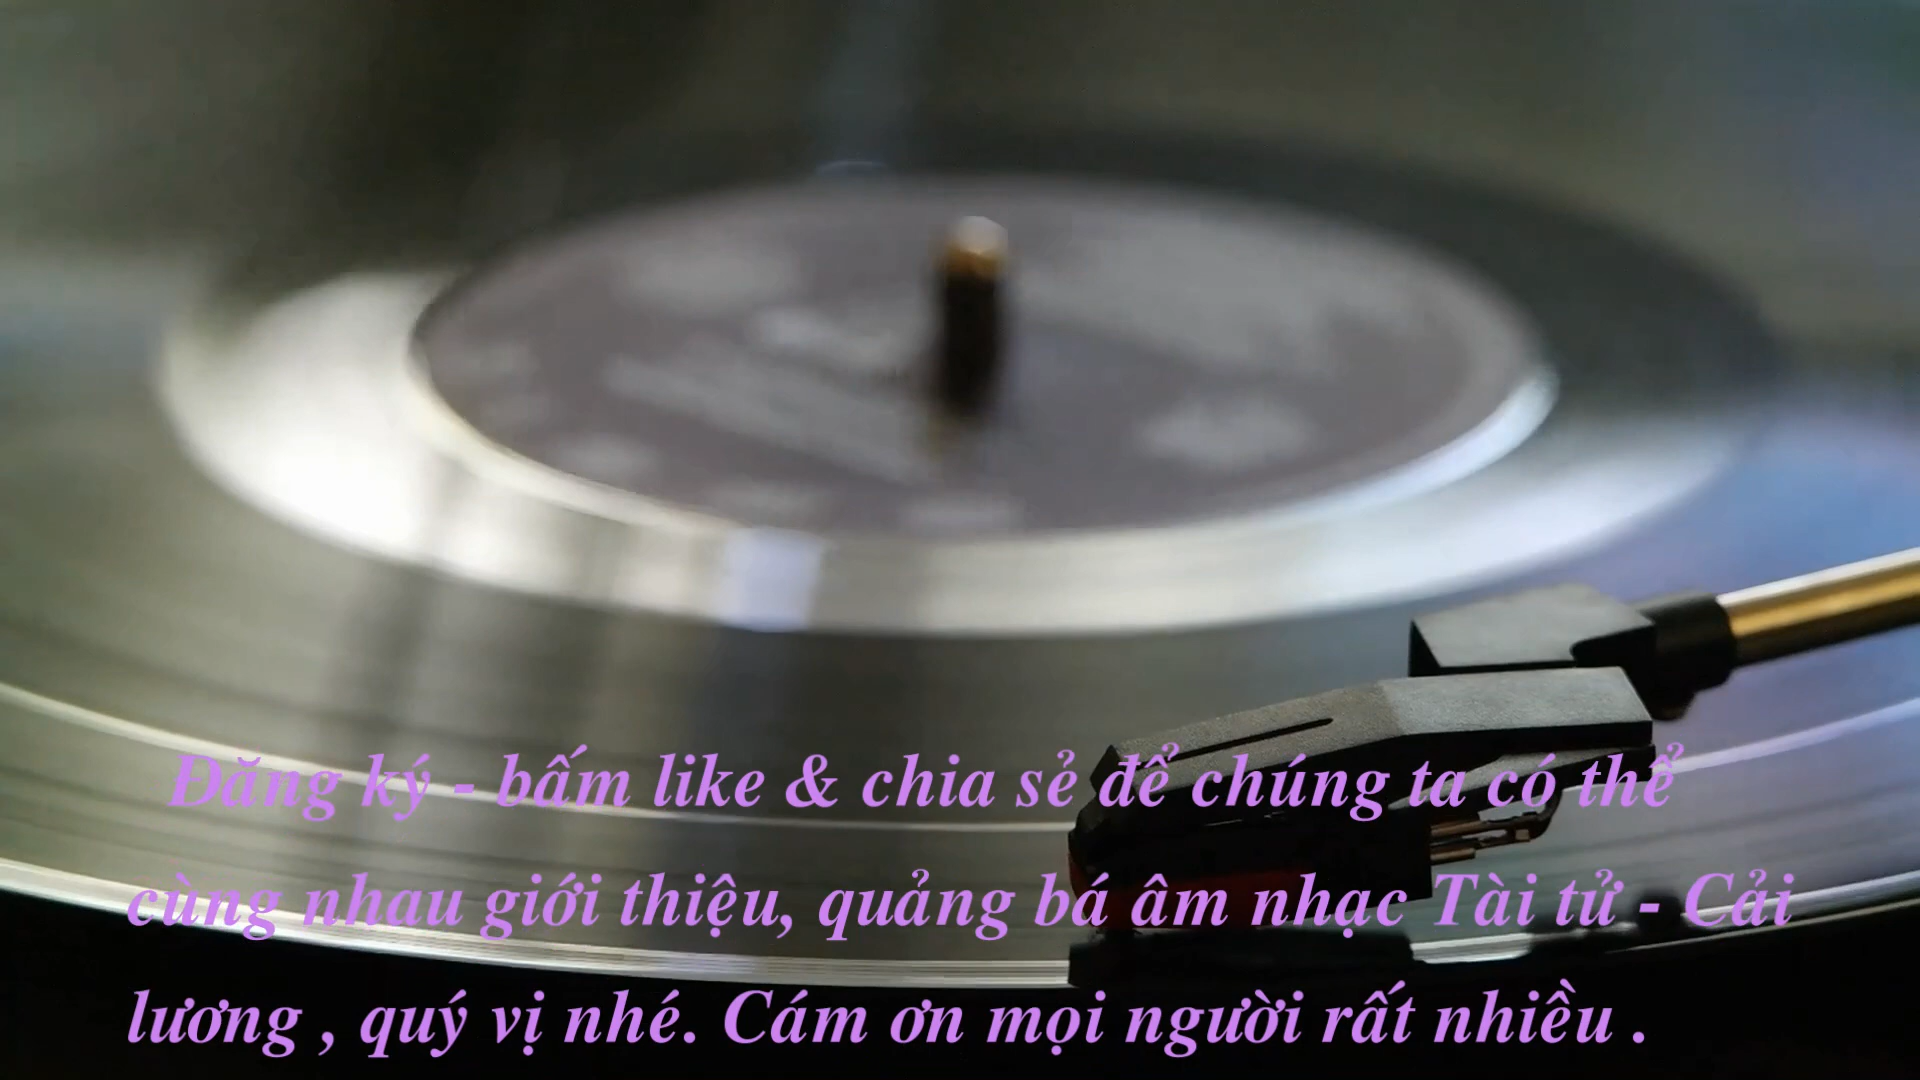 Đăng ký - bấm like & chia sẻ để chúng ta có thể
cùng nhau giới thiệu, quảng bá âm nhạc Tài tử - Cải
lương , quý vị nhé. Cám ơn mọi người rất nhiều .